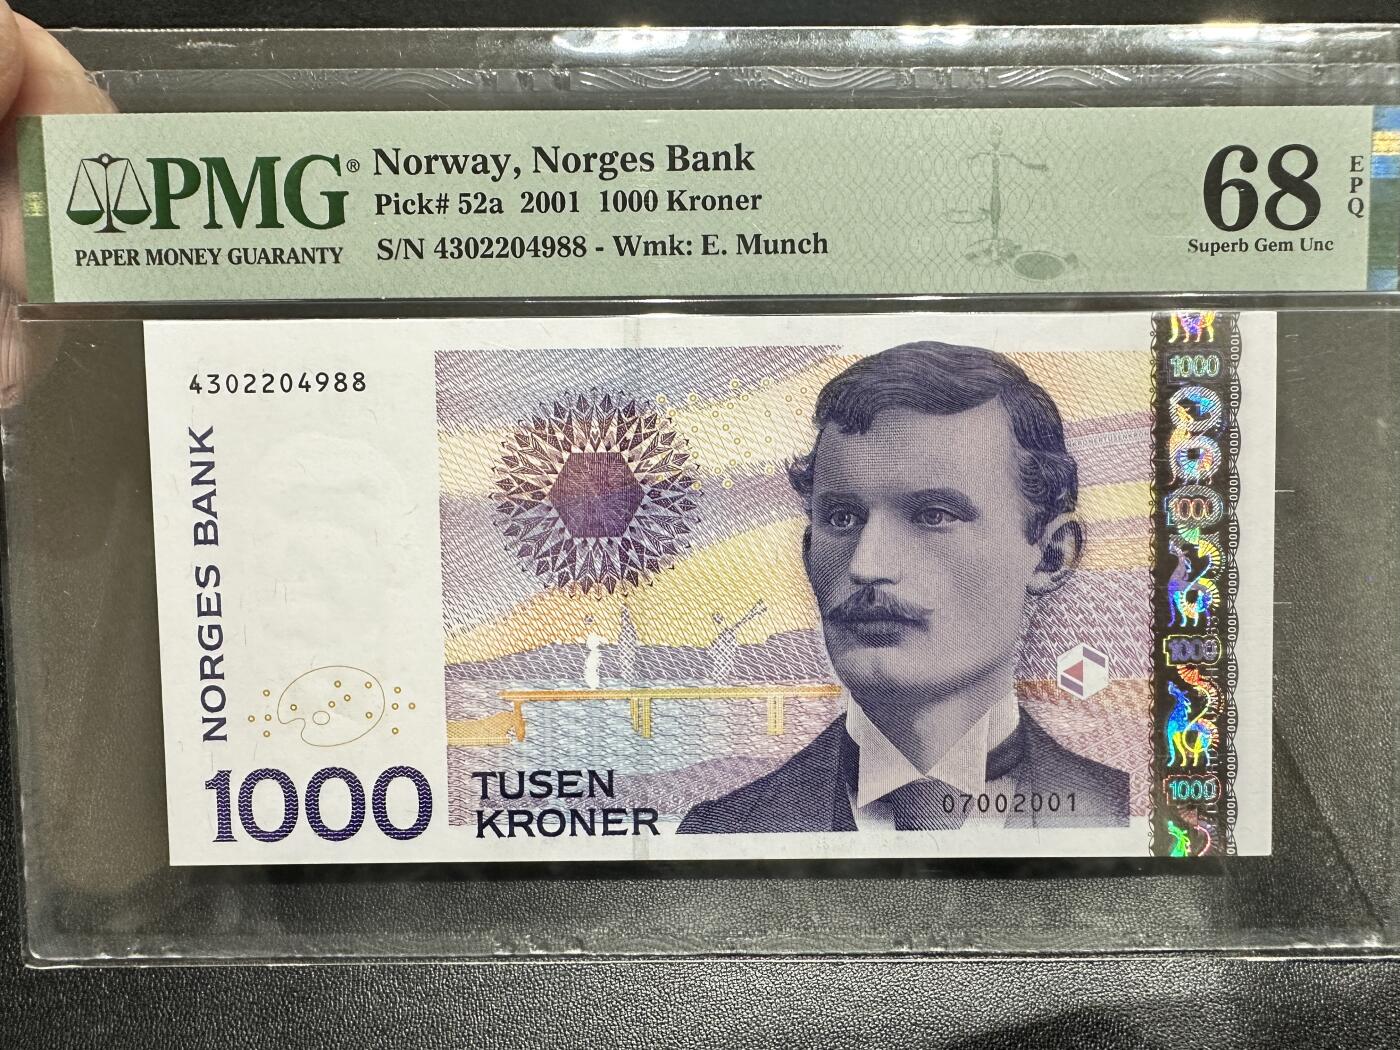 PMG®
PAPER MONEY GUARANTY
Norway, Norges Bank
Pick# 52a 2001 1000 Kroner
S/N 4302204988 - Wmk: E. Munch
68
EPQ
Superb Gem Unc
4302204988
NORGES BANK
1000
TUSEN
KRONER
07002001
1000
1000
1000
1000